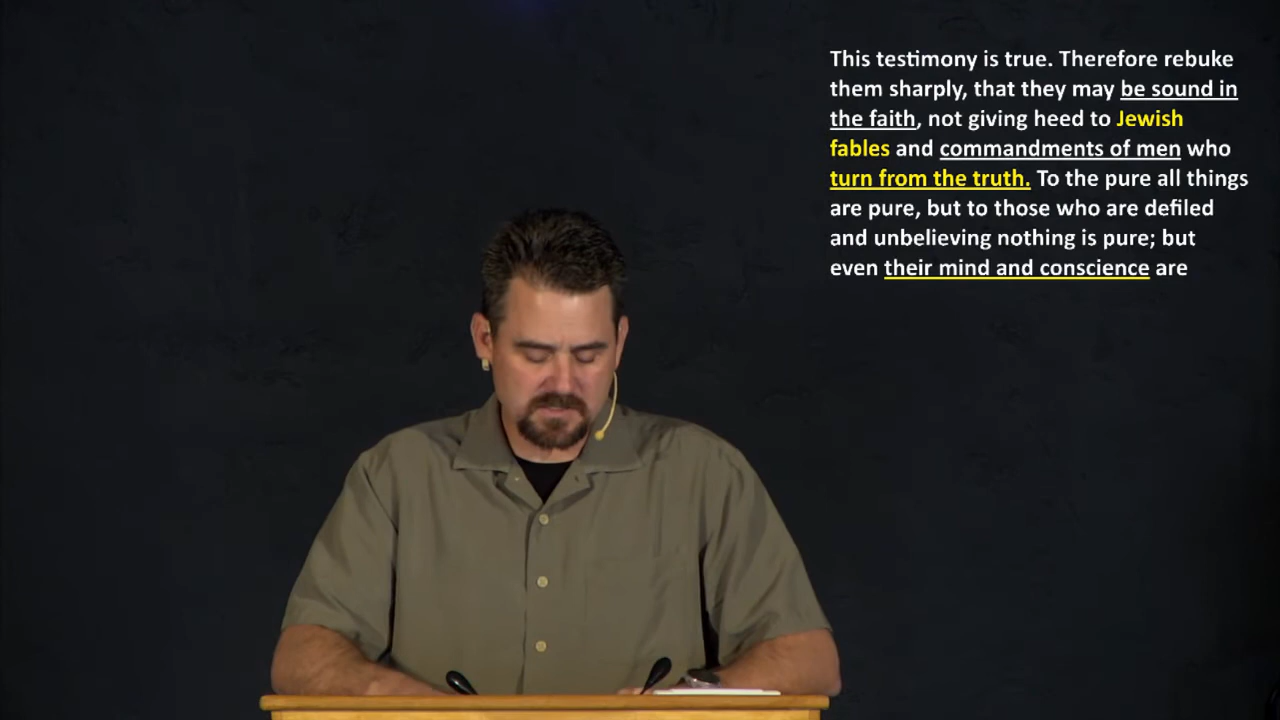 This testimony is true. Therefore rebuke
them sharply, that they may be sound in
the faith, not giving heed to Jewish
fables and commandments of men who
turn from the truth. To the pure all things
are pure, but to those who are defiled
and unbelieving nothing is pure; but
even their mind and conscience are